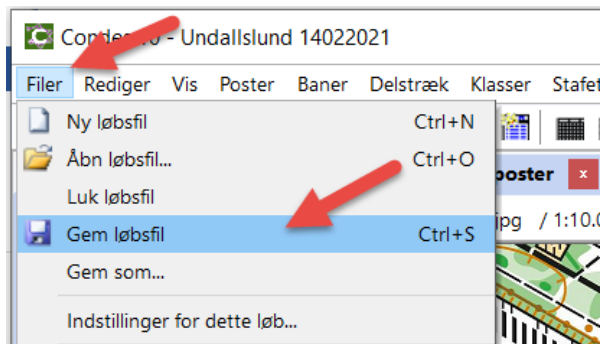 - Undallslund 14022021
Filer Rediger Vis Poster Baner Delstræk Klasser
Ny løbsfil Ctrl+N
Åbn løbsfil... Ctrl+O
poster x
Luk løbsfil
jpg / 1:10.0
Gem løbsfil Ctrl+S
Gem som...
Indstillinger for dette løb...